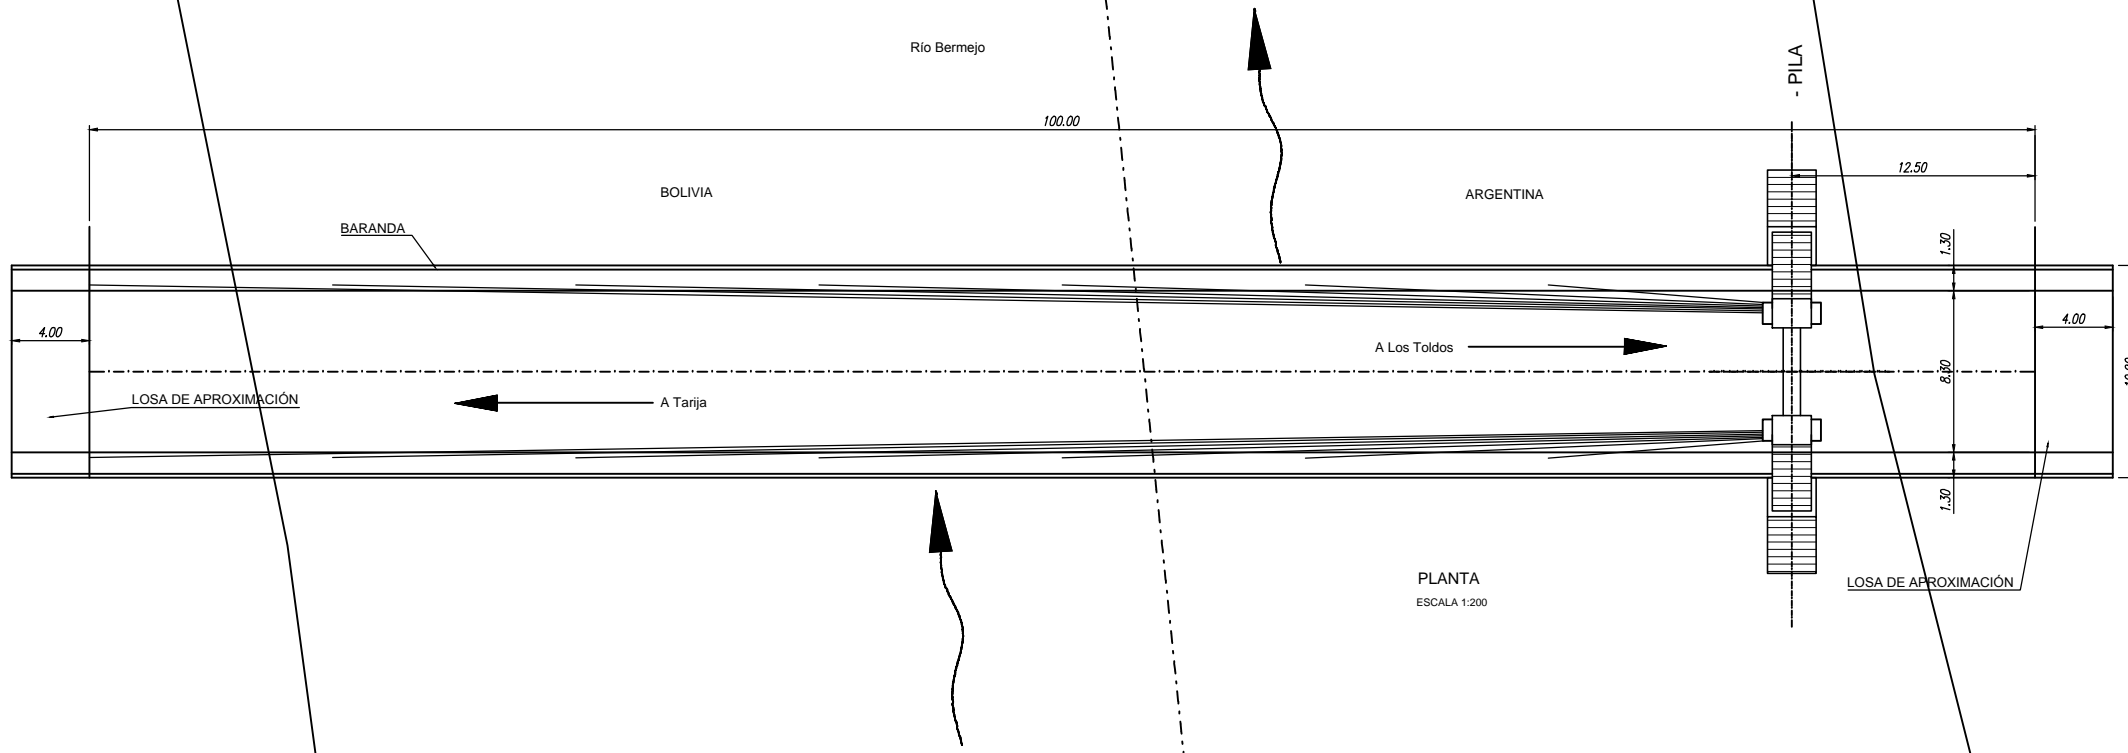 Río Bermejo
- PILA
100.00
12.50
BOLIVIA
ARGENTINA
BARANDA
1.30
4.00
A Los Toldos
4.00
8.30
LOSA DE APROXIMACIÓN
A Tarija
1.30
PLANTA
LOSA DE APROXIMACIÓN
ESCALA 1:200